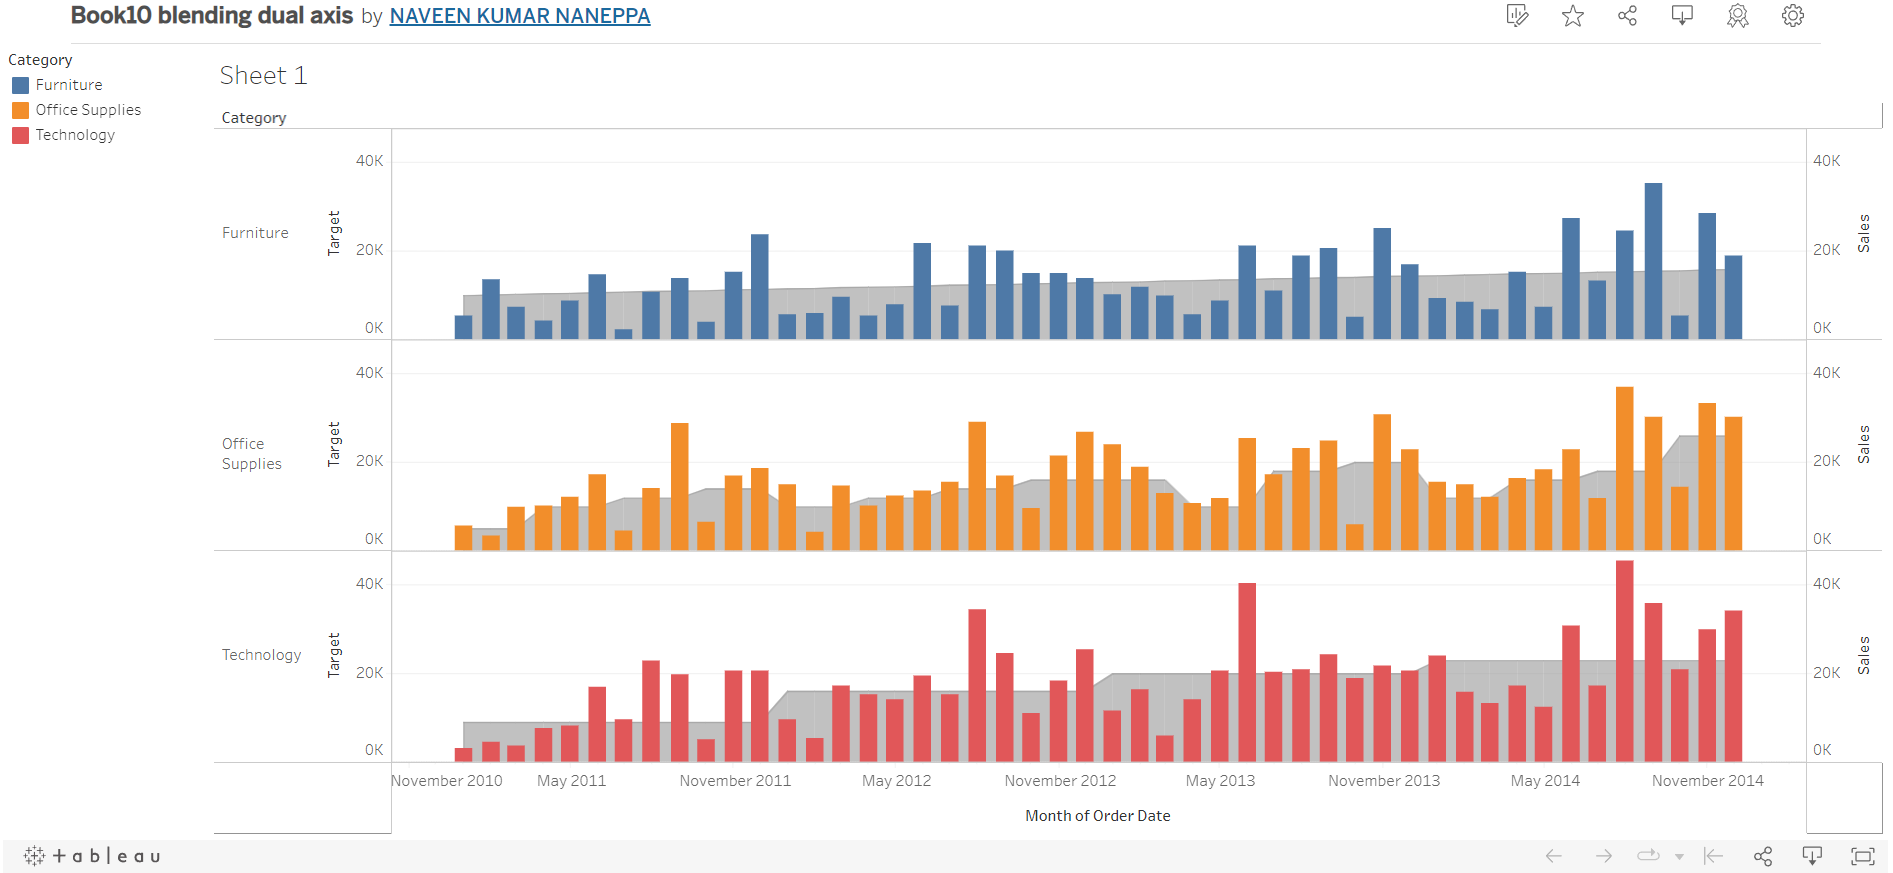 Book10 blending dual axis by NAVEEN KUMAR NANEPPA
Category
Furniture
Office Supplies
Technology
Sheet 1
Category
Furniture
Target
40K
20K
0K
40K
20K
0K
Sales
Office
Supplies
Target
40K
20K
0K
40K
20K
0K
Sales
Technology
Target
40K
20K
0K
40K
20K
0K
Sales
November 2010 May 2011 November 2011 May 2012 November 2012 May 2013 November 2013 May 2014 November 2014
Month of Order Date
tableau